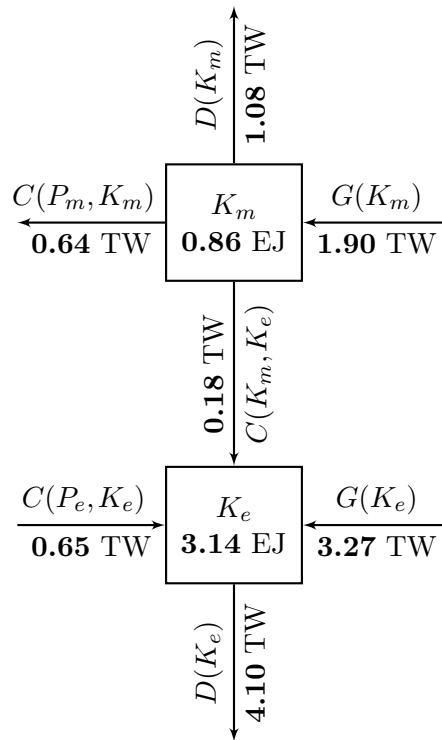 D(K_m)
1.08 TW
C(P_m, K_m)
0.64 TW
K_m
0.86 EJ
G(K_m)
1.90 TW
0.18 TW
C(K_m, K_e)
C(P_e, K_e)
0.65 TW
K_e
3.14 EJ
G(K_e)
3.27 TW
D(K_e)
4.10 TW